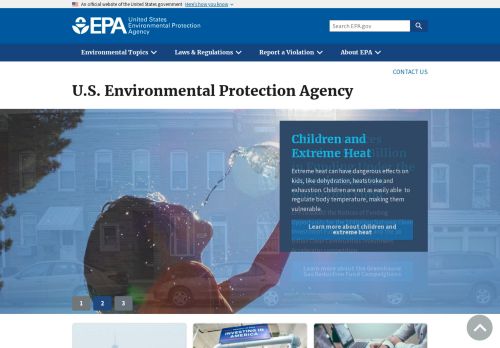 An official website of the United States government Here's how you know
EPA United States Environmental Protection Agency
Search EPA.gov
Environmental Topics
Laws & Regulations
Report a Violation
About EPA
CONTACT US
U.S. Environmental Protection Agency
Children and
Extreme Heat
Extreme heat can have dangerous effects on
kids, like dehydration, heatstroke and
exhaustion. Children are not as easily able to
regulate body temperature, making them
vulnerable.
Learn more about children and
extreme heat
Learn more about the Greenhouse
Gas Reduction Fund Competitions
1
2
3
INVESTING IN
AMERICA